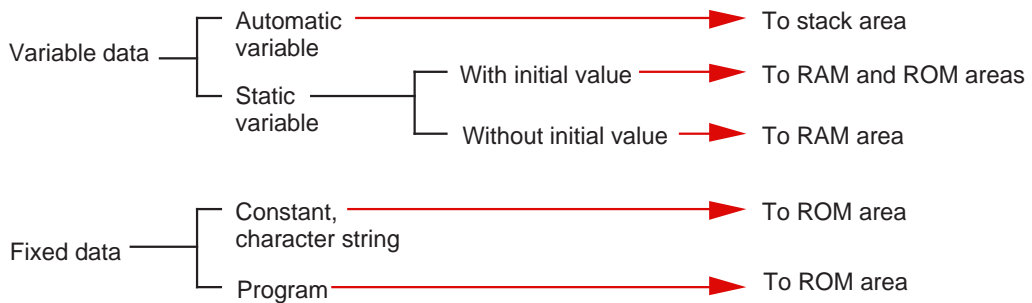 Variable data
Automatic
variable
To stack area
Static
variable
With initial value
To RAM and ROM areas
Without initial value
To RAM area
Fixed data
Constant,
character string
To ROM area
Program
To ROM area